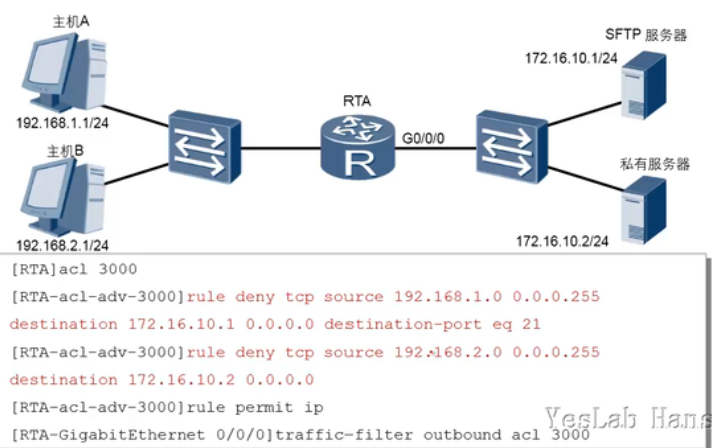 主机A
SFTP 服务器
172.16.10.1/24
RTA
192.168.1.1/24
G0/0/0
主机B
私有服务器
R
192.168.2.1/24
172.16.10.2/24
[RTA]acl 3000
[RTA-acl-adv-3000]rule deny tcp source 192.168.1.0 0.0.0.255
destination 172.16.10.1 0.0.0.0 destination-port eq 21
[RTA-acl-adv-3000]rule deny tcp source 192.168.2.0 0.0.0.255
destination 172.16.10.2 0.0.0.0
[RTA-acl-adv-3000]rule permit ip
YesLab Hans
[RTA-GigabitEthernet 0/0/0]traffic-filter outbound acl 3000